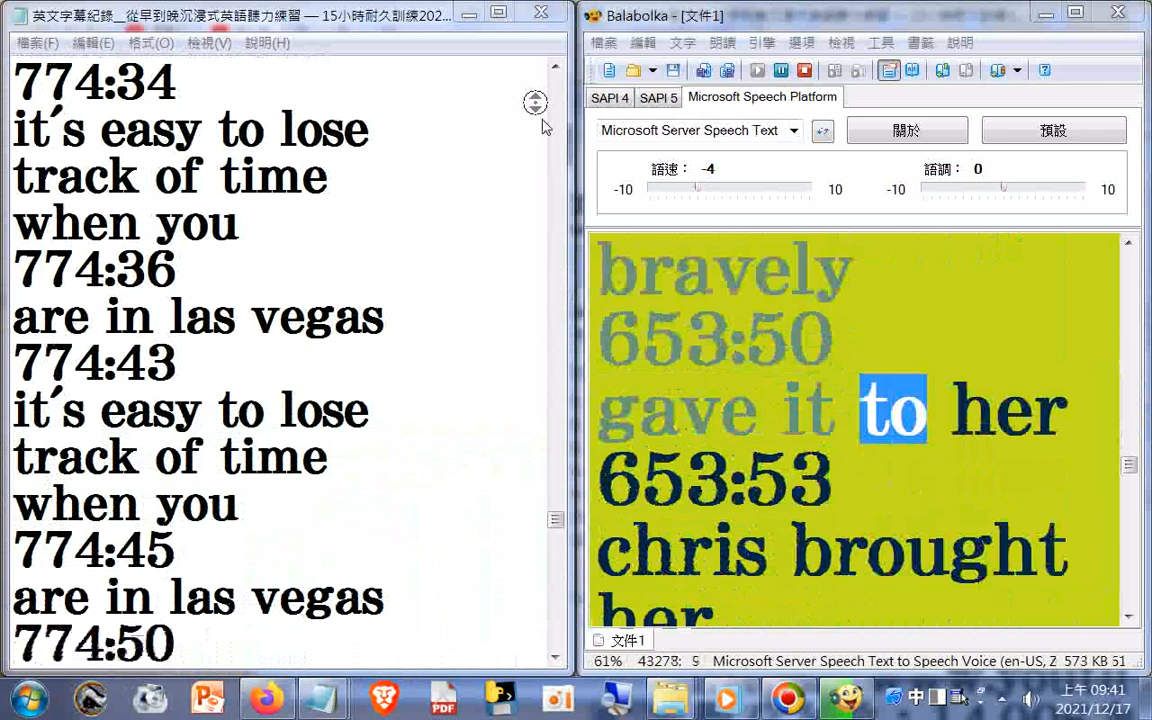 英文字幕紀錄__從早到晚沉浸式英語聽力練習 — 15小時耐久訓練202...
檔案(F) 編輯(E) 格式(O) 檢視(V) 說明(H)
774:34
it's easy to lose
track of time
when you
774:36
are in las vegas
774:43
it's easy to lose
track of time
when you
774:45
are in las vegas
774:50
Balabolka - [文件1]
檔案 編輯 文字 朗讀 引擎 選項 檢視 工具 書籤 說明
SAPI 4 SAPI 5 Microsoft Speech Platform
Microsoft Server Speech Text 關於 預設
語速： -4 語調： 0
-10 10 -10 10
bravely
653:50
gave it to her
653:53
chris brought
her
文件1
61% 43278: 9 Microsoft Server Speech Text to Speech Voice (en-US, Z 573 KB 51
中 上午 09:41
2021/12/17